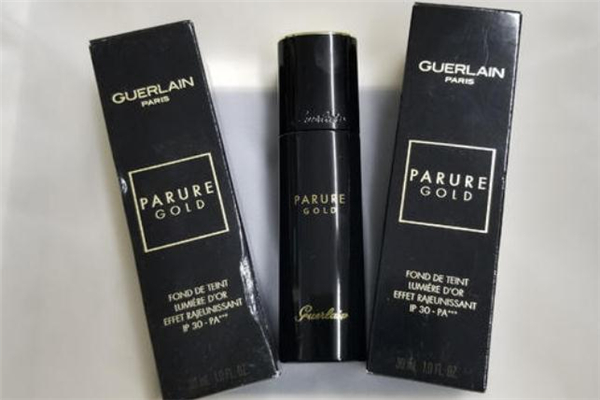 GUERLAIN
PARIS
PARURE
GOLD
FOND DE TEINT
LUMIÈRE D'OR
EFFET RAJEUNISSANT
IP 30 - PA+++
30 mL 1.0 FL. OZ.
Guerlain
PARURE
GOLD
Guerlain
GUERLAIN
PARIS
PARURE
GOLD
FOND DE TEINT
LUMIÈRE D'OR
EFFET RAJEUNISSANT
IP 30 - PA+++
30 mL 1.0 FL. OZ.